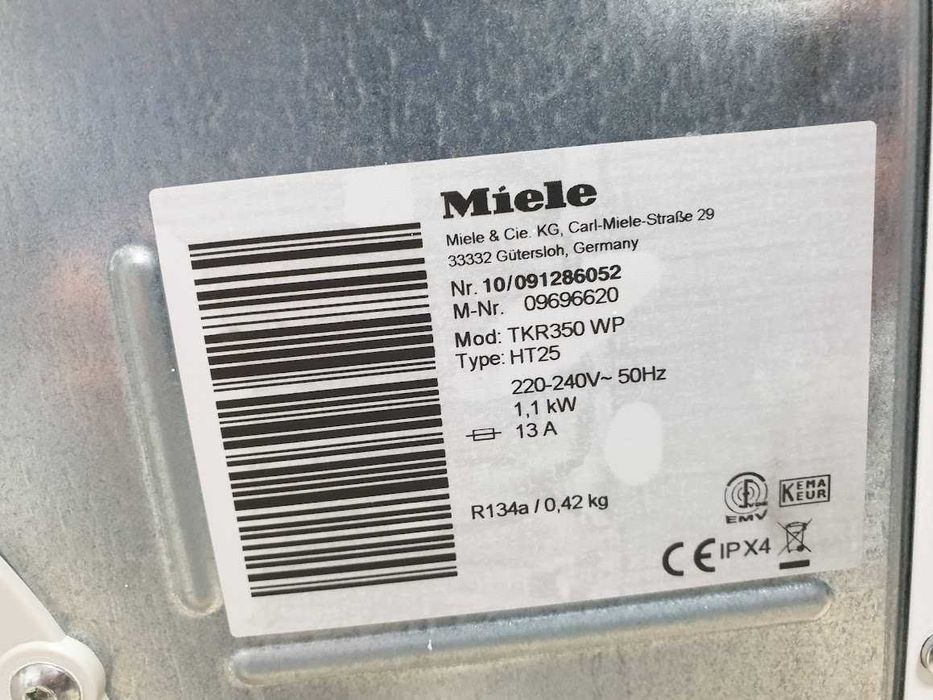 Miele
Miele & Cie. KG, Carl-Miele-Straße 29
33332 Gütersloh, Germany
Nr. 10/091286052
M-Nr. 09696620
Mod: TKR350 WP
Type: HT25
220-240V~ 50Hz
1,1 kW
13 A
R134a / 0,42 kg
EMV
KEMA
EUR
CE IPX4